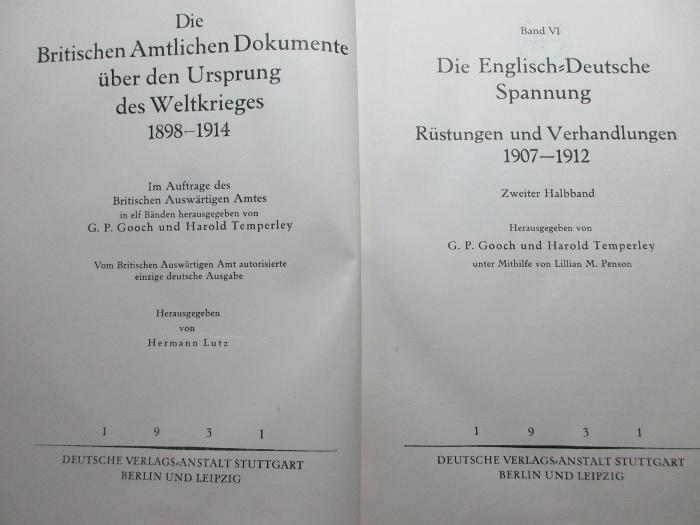 Die
Britischen Amtlichen Dokumente
über den Ursprung
des Weltkrieges
1898–1914
Im Auftrage des
Britischen Auswärtigen Amtes
in elf Bänden herausgegeben von
G. P. Gooch und Harold Temperley
Vom Britischen Auswärtigen Amt autorisierte
einzige deutsche Ausgabe
Herausgegeben
von
Hermann Lutz
1 9 3 1
DEUTSCHE VERLAGS-ANSTALT STUTTGART
BERLIN UND LEIPZIG
Band VI
Die Englisch-Deutsche
Spannung
Rüstungen und Verhandlungen
1907—1912
Zweiter Halbband
Herausgegeben von
G. P. Gooch und Harold Temperley
unter Mithilfe von Lillian M. Penson
1 9 3 1
DEUTSCHE VERLAGS-ANSTALT STUTTGART
BERLIN UND LEIPZIG